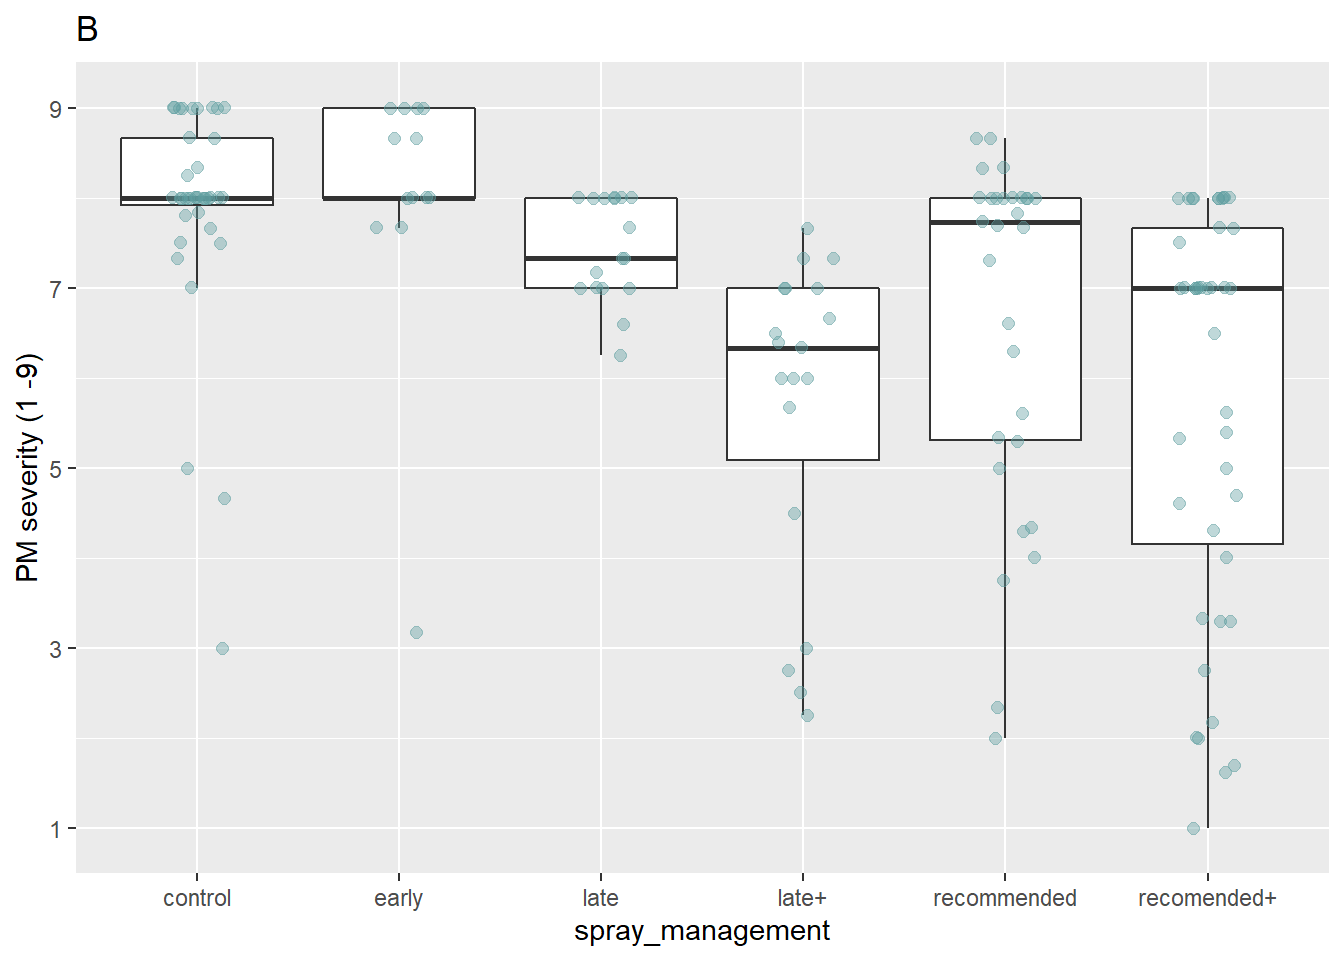 B
PM severity (1 -9)
9
7
5
3
1
control early late late+ recommended recomended+
spray_management